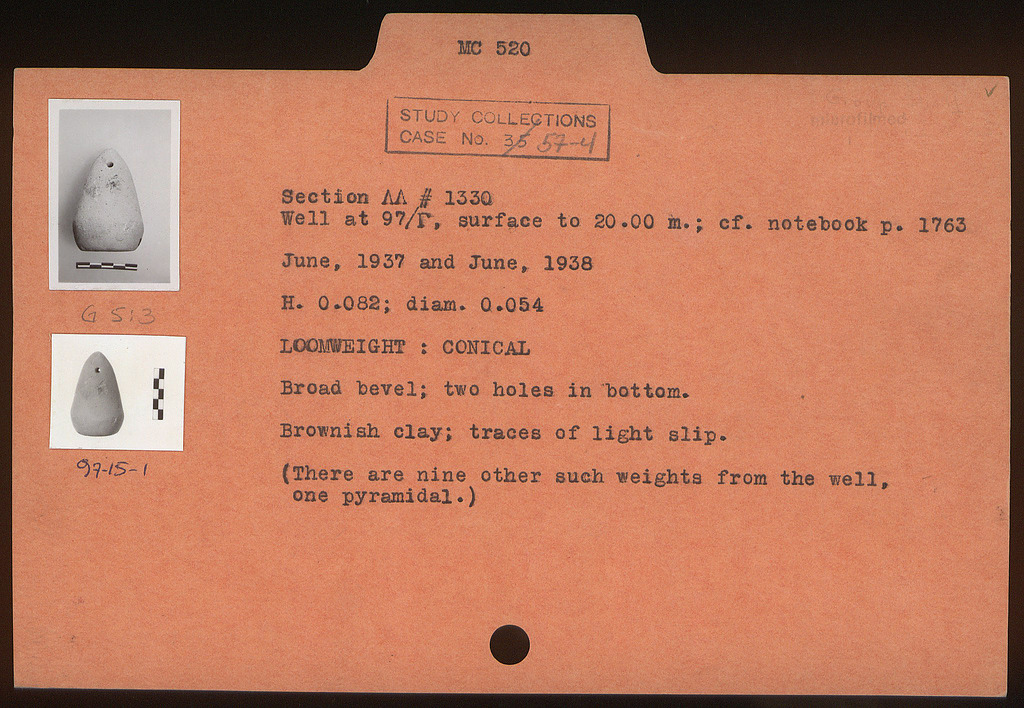 MC 520
microfilmed
STUDY COLLECTIONS
CASE No. 35 57-4
Section ΛΛ # 1330
Well at 97/Γ, surface to 20.00 m.; cf. notebook p. 1763
June, 1937 and June, 1938
H. 0.082; diam. 0.054
LOOMWEIGHT : CONICAL
Broad bevel; two holes in bottom.
Brownish clay; traces of light slip.
(There are nine other such weights from the well,
one pyramidal.)
G 513
97-15-1